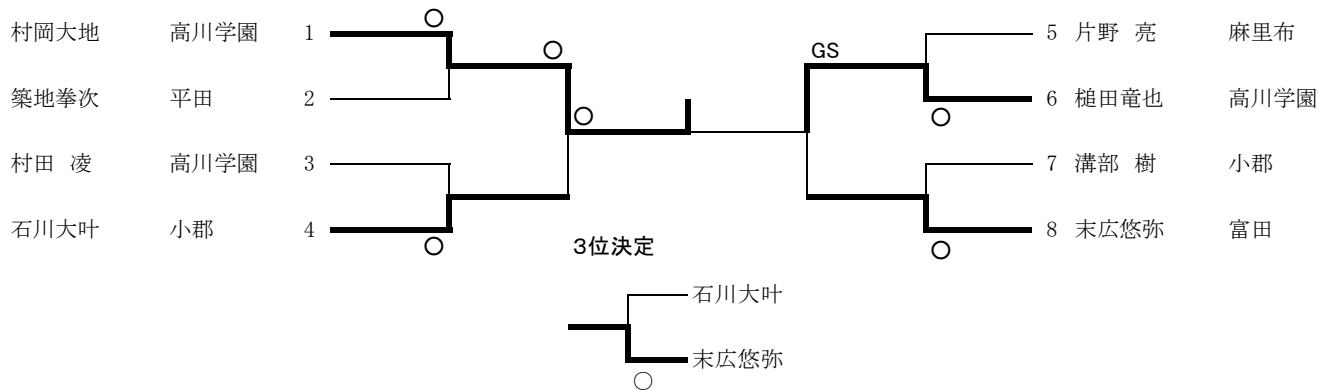 村岡大地 高川学園 1
築地拳次 平田 2
村田 凌 高川学園 3
石川大叶 小郡 4
GS
5 片野 亮 麻里布
6 槌田竜也 高川学園
7 溝部 樹 小郡
8 末広悠弥 富田
3位決定
石川大叶
末広悠弥